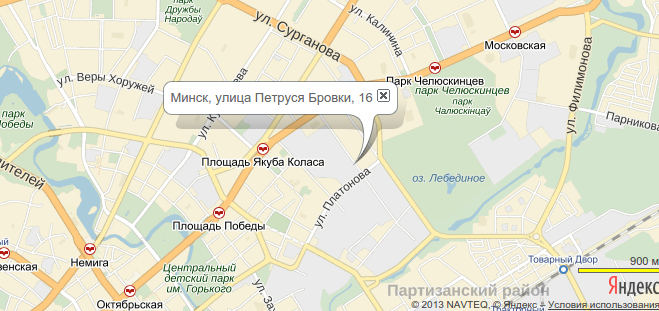 парк
Дружбы
Народаў
ул. Сурганова
ул. Калинина
Московская
ул. Веры Хоружей
Парк Челюскинцев
парк Челюскинцев
парк
Чалюскінцаў
ул. Филимонова
Минск, улица Петруся Бровки, 16
парк
Победы
Парникова
Площадь Якуба Коласа
оз. Лебединое
ул. Платонова
Площадь Победы
Немига
Центральный
детский парк
им. Горького
Октябрьская
Товарный Двор
900 м
Партизанский район
Яндекс
© 2013 NAVTEQ, © Яндекс – Условия использования